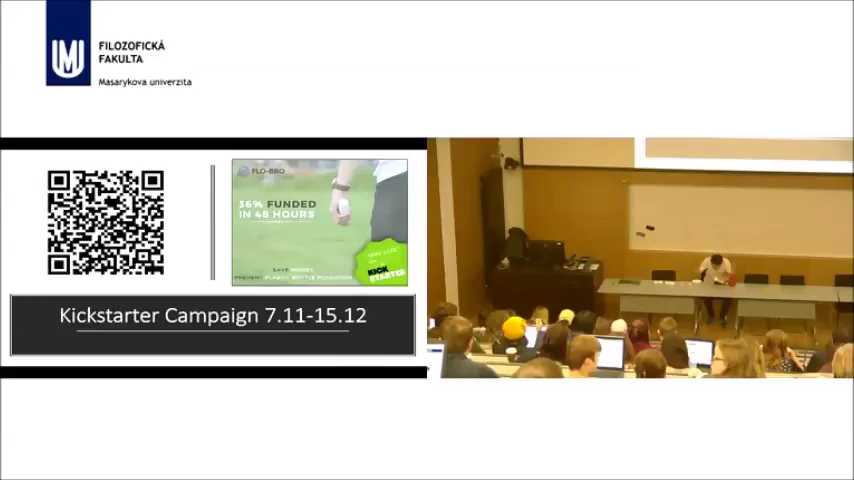 FILOZOFICKÁ
FAKULTA
Masarykova univerzita
FLO-BRO
36% FUNDED
IN 48 HOURS
SAVE MONEY
PREVENT PLASTIC BOTTLE POLLUTION
KICK
STARTER
Kickstarter Campaign 7.11-15.12